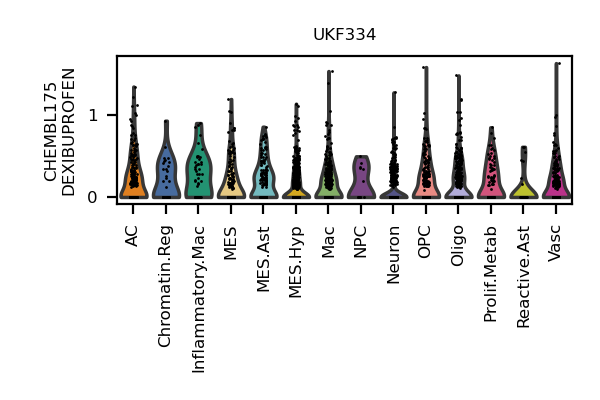 UKF334
CHEMBL175
DEXIBUPROFEN
1
0
AC
Chromatin.Reg
Inflammatory.Mac
MES
MES.Ast
MES.Hyp
Mac
NPC
Neuron
OPC
Oligo
Prolif.Metab
Reactive.Ast
Vasc